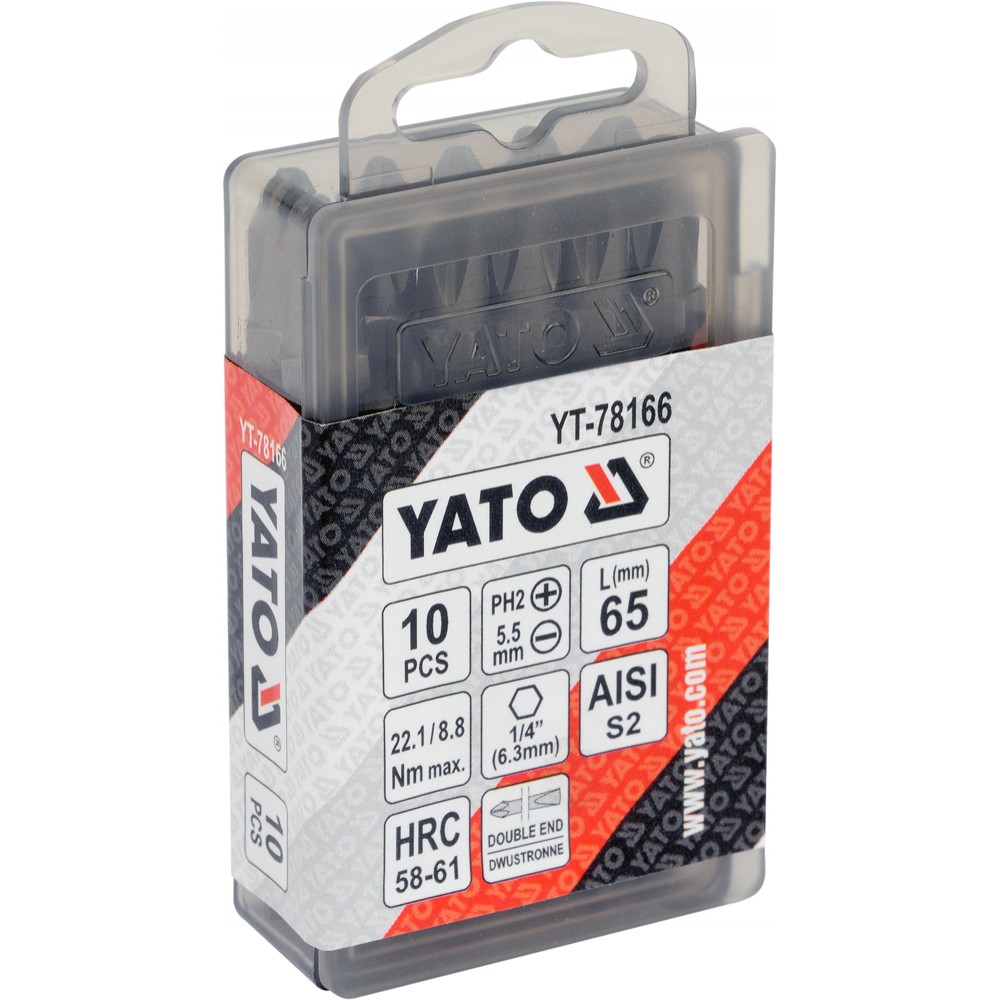 YATO ®
YT-78166
YATO ®
10
PCS
PH2
5.5
mm
L (mm)
65
22.1/8.8
Nm max.
1/4"
(6.3mm)
AISI
S2
HRC
58-61
DOUBLE END
DWUSTRONNE
www.yato.com
YT-78166
YATO ®
10
PCS